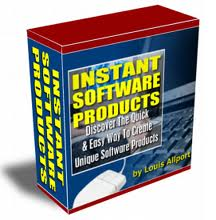 INSTANT
SOFTWARE
PRODUCTS
INSTANT
SOFTWARE
PRODUCTS
Discover The Quick
& Easy Way To Create
Unique Software Products
by Louis Allport